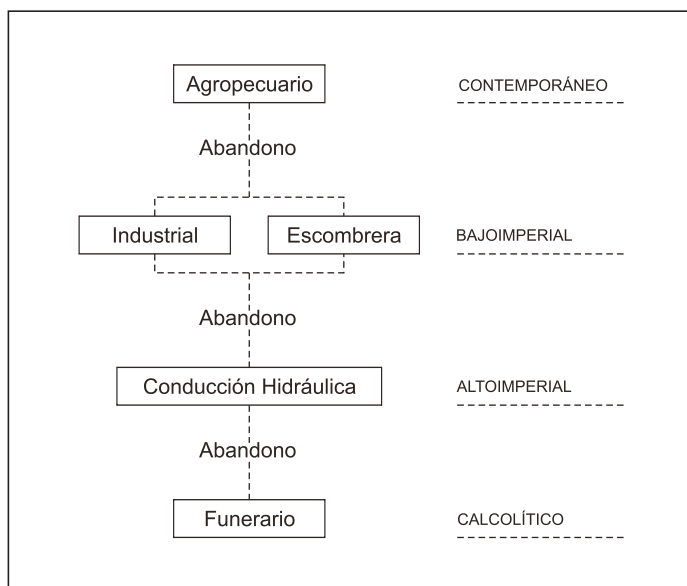 Agropecuario CONTEMPORÁNEO
Abandono
Industrial Escombrera BAJOIMPERIAL
Abandono
Conducción Hidráulica ALTOIMPERIAL
Abandono
Funerario CALCOLÍTICO